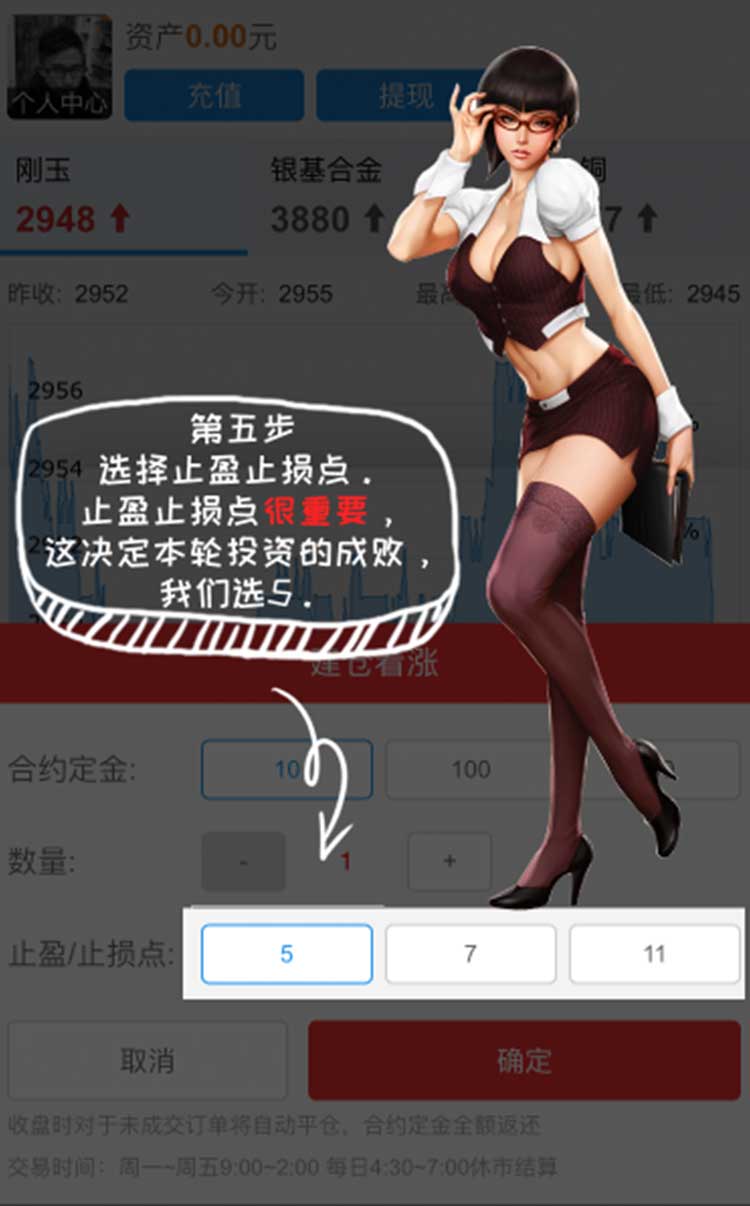 资产0.00元
个人中心
充值 提现
刚玉 银基合金 铜
2948 3880 7
昨收: 2952 今开: 2955 最高 最低: 2945
2956
2954
第五步
选择止盈止损点.
止盈止损点很重要,
这决定本轮投资的成败,
我们选5.
%
建仓看涨
合约定金: 10 100
数量: - 1 +
止盈/止损点: 5 7 11
取消 确定
收盘时对于未成交订单将自动平仓、合约定金全额返还
交易时间: 周一~周五9:00~2:00 每日4:30~7:00休市结算